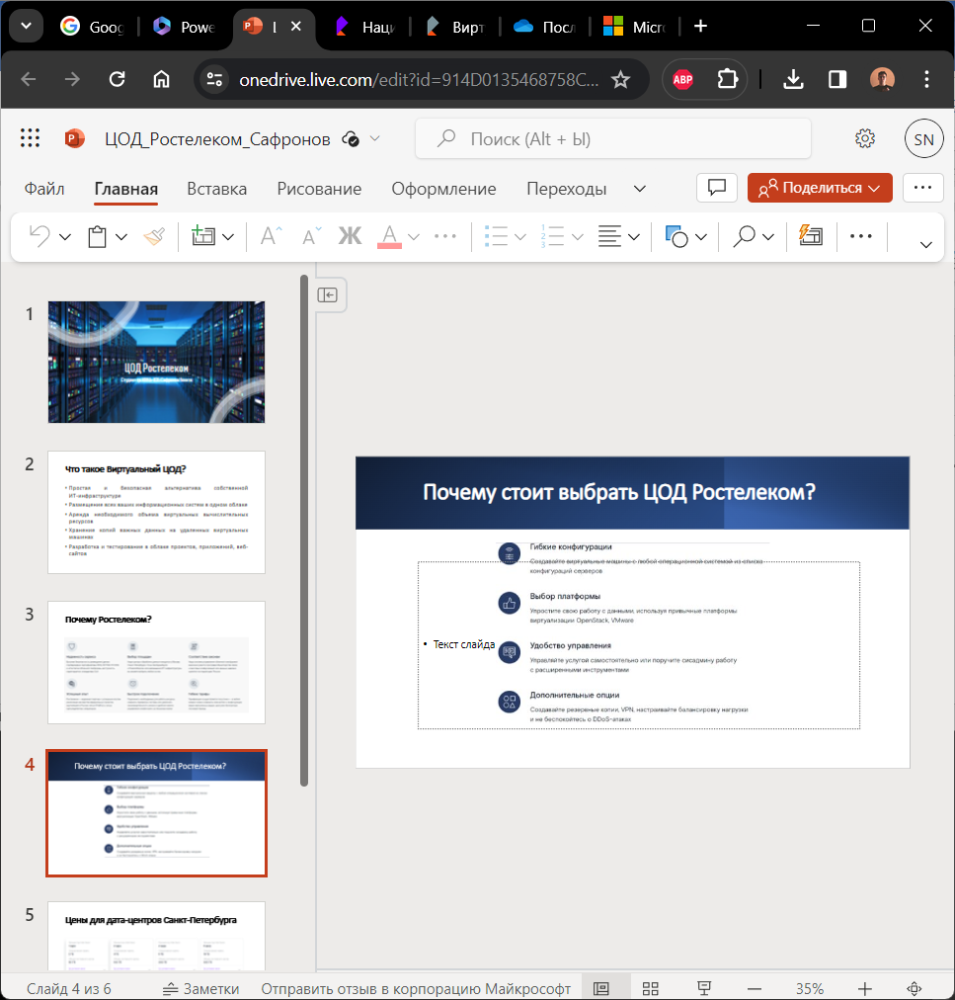 Goog
Powe
I
Наци
Вирт
Посл
Micr
onedrive.live.com/edit?id=914D0135468758C...
ABP
ЦОД_Ростелеком_Сафронов
Поиск (Alt + Ы)
SN
Файл
Главная
Вставка
Рисование
Оформление
Переходы
Поделиться
Ж
1
ЦОД Ростелеком
2
Что такое Виртуальный ЦОД?
• Простая и безопасная альтернатива собственной
ИТ-инфраструктуре
• Размещение всех ваших информационных систем в одном облаке
• Аренда необходимого объема виртуальных вычислительных
ресурсов
• Хранение копий важных данных на удаленных виртуальных
машинах
• Разработка и тестирование в облаке проектов, приложений, веб-
сайтов
3
Почему Ростелеком?
4
Почему стоит выбрать ЦОД Ростелеком?
5
Цены для дата-центров Санкт-Петербурга
Почему стоит выбрать ЦОД Ростелеком?
Гибкие конфигурации
Создавайте виртуальные машины с любой операционной системой из списка
конфигураций серверов
Выбор платформы
Упростите свою работу с данными, используя привычные платформы
виртуализации OpenStack, VMware
• Текст слайда
Удобство управления
Управляйте услугой самостоятельно или поручите сисадмину работу
с расширенными инструментами
Дополнительные опции
Создавайте резервные копии, VPN, настраивайте балансировку нагрузки
и не беспокойтесь о DDoS-атаках
Слайд 4 из 6
Заметки
Отправить отзыв в корпорацию Майкрософт
35%